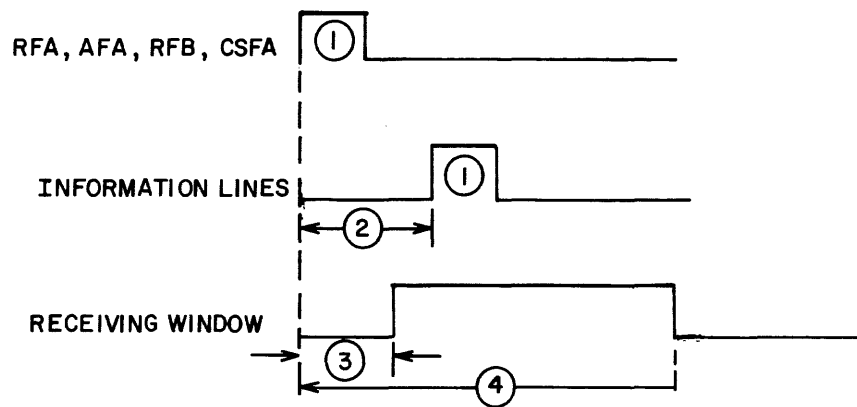 RFA, AFA, RFB, CSFA
1
INFORMATION LINES
1
2
RECEIVING WINDOW
3
4